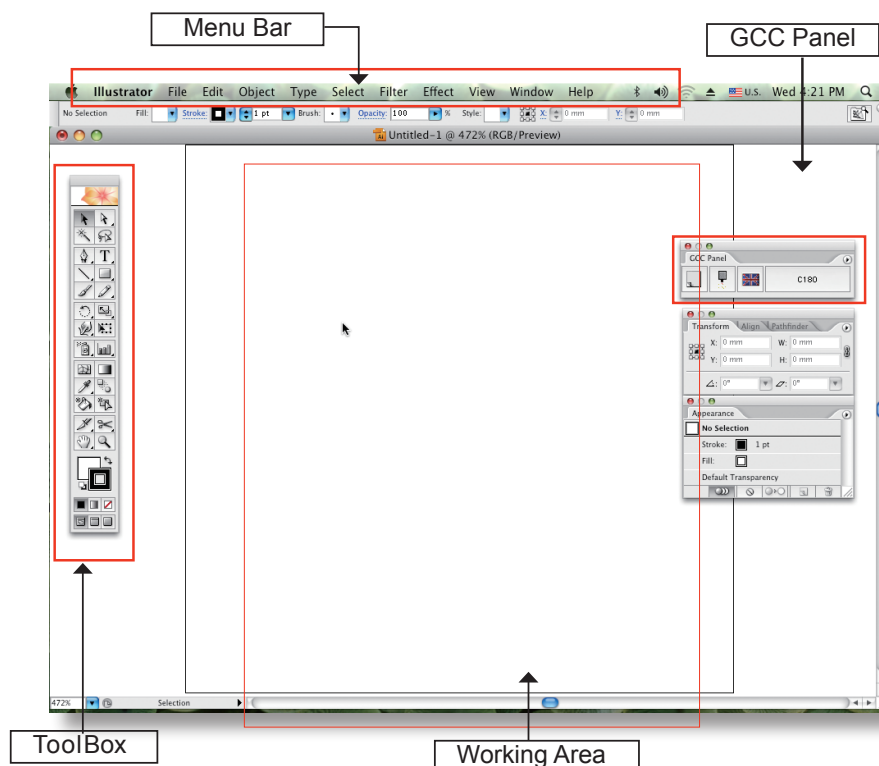 Menu Bar
GCC Panel
Illustrator File Edit Object Type Select Filter Effect View Window Help U.S. Wed 4:21 PM
No Selection Fill: Stroke: 1 pt Brush: Opacity: 100 % Style: X: 0 mm Y: 0 mm
Untitled-1 @ 472% (RGB/Preview)
T
GCC Panel
C180
Transform Align Pathfinder
X: 0 mm W: 0 mm
Y: 0 mm H: 0 mm
0° 0°
Appearance
No Selection
Stroke: 1 pt
Fill:
Default Transparency
472% Selection
ToolBox
Working Area